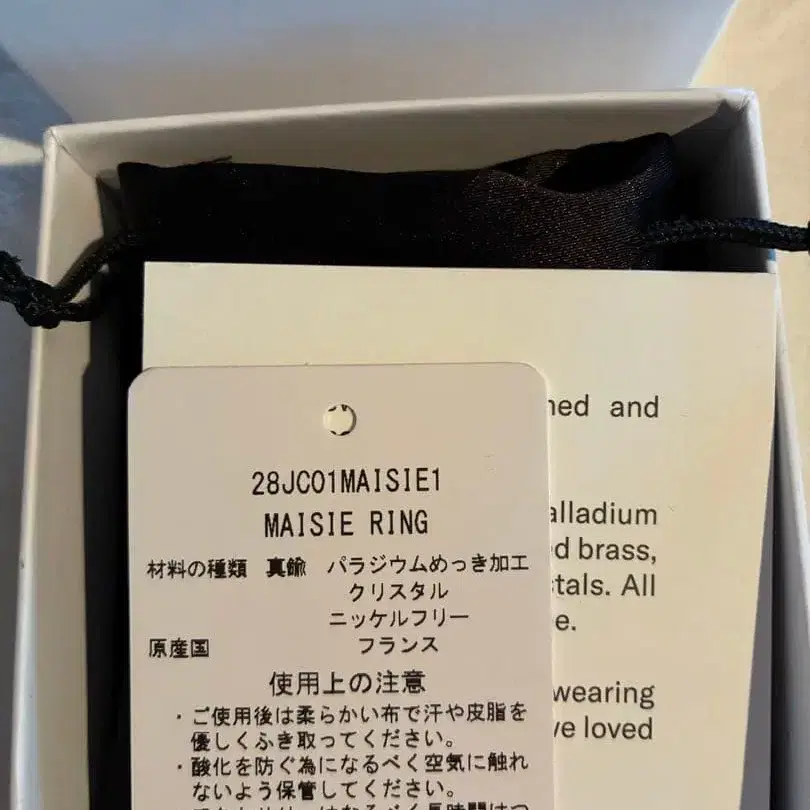 28JC01MAISIE1
MAISIE RING
材料の種類 真鍮 パラジウムめっき加工
クリスタル
ニッケルフリー
原産国 フランス
使用上の注意
・ご使用後は柔らかい布で汗や皮脂を
優しくふき取ってください。
・酸化を防ぐ為になるべく空気に触れ
ないよう保管してください。
and
brass,
All
wearing
loved